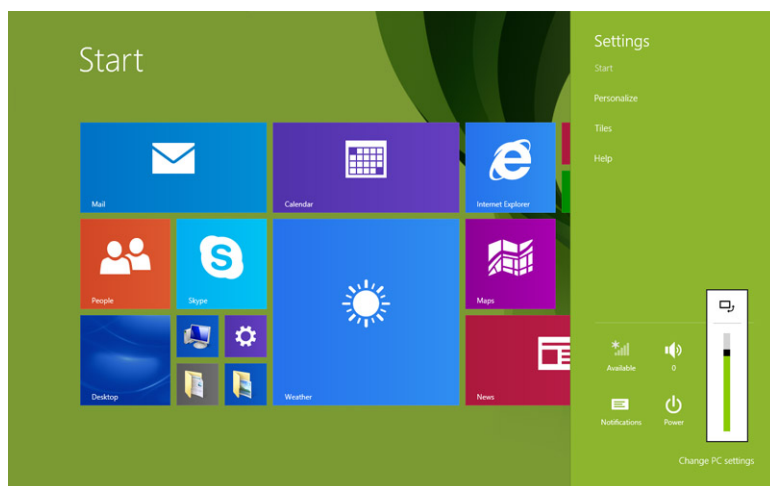 Start
Mail
Calendar
Internet Explorer
People
Skype
Maps
Desktop
Weather
News
Settings
Start
Personalize
Tiles
Help
Available
0
Notifications
Power
Change PC settings